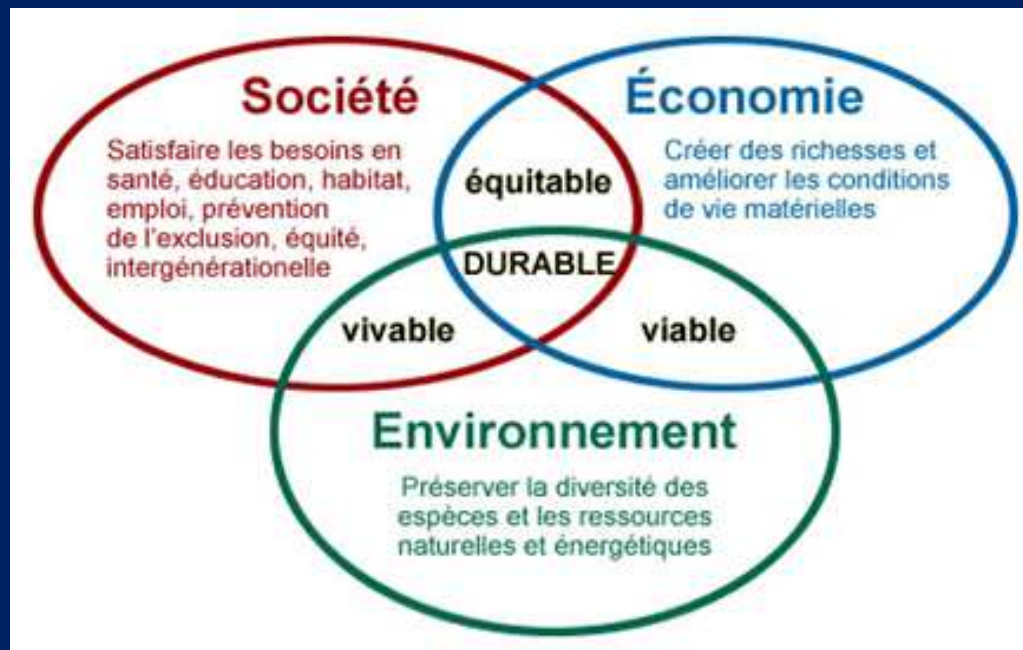 Société
Satisfaire les besoins en
santé, éducation, habitat,
emploi, prévention
de l'exclusion, équité,
intergénérationelle
Économie
Créer des richesses et
améliorer les conditions
de vie matérielles
équitable
DURABLE
vivable
viable
Environnement
Préserver la diversité des
espèces et les ressources
naturelles et énergétiques